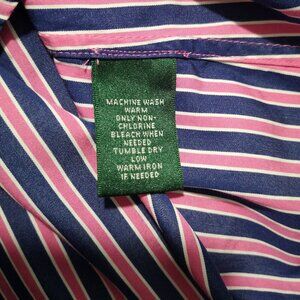 MACHINE WASH
WARM
ONLY NON-
CHLORINE
BLEACH WHEN
NEEDED
TUMBLE DRY
LOW
WARM IRON
IF NEEDED